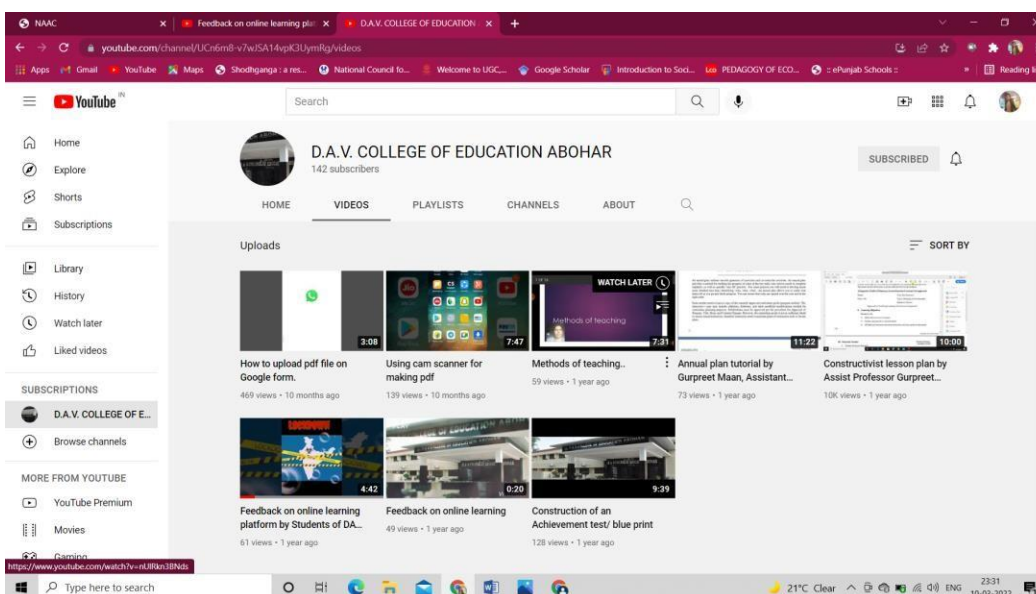 NAAC
Feedback on online learning plat
D.A.V. COLLEGE OF EDUCATION
youtube.com/channel/UCn6m8-v7wJSA14vpK3UymRg/videos
Apps Gmail YouTube Maps Shodhganga : a res... National Council fo... Welcome to UGC,... Google Scholar Introduction to Soci... PEDAGOGY OF ECO... :: ePunjab Schools :: » Reading li
YouTube IN
Search
Home
Explore
Shorts
Subscriptions
Library
History
Watch later
Liked videos
SUBSCRIPTIONS
D.A.V. COLLEGE OF E...
Browse channels
MORE FROM YOUTUBE
YouTube Premium
Movies
Gaming
D.A.V. COLLEGE OF EDUCATION ABOHAR
142 subscribers
SUBSCRIBED
HOME VIDEOS PLAYLISTS CHANNELS ABOUT
Uploads
SORT BY
3:08
How to upload pdf file on
Google form.
469 views • 10 months ago
7:47
Using cam scanner for
making pdf
139 views • 10 months ago
WATCH LATER
Methods of teaching
7:31
Methods of teaching..
59 views • 1 year ago
11:22
Annual plan tutorial by
Gurpreet Maan, Assistant...
73 views • 1 year ago
10:00
Constructivist lesson plan by
Assist Professor Gurpreet...
10K views • 1 year ago
LOCKDOWN
4:42
Feedback on online learning
platform by Students of DA...
61 views • 1 year ago
0:20
Feedback on online learning
49 views • 1 year ago
9:39
Construction of an
Achievement test/ blue print
128 views • 1 year ago
https://www.youtube.com/watch?v=nUlRkn3BNds
Type here to search
21°C Clear
ENG
23:31
10-03-2022